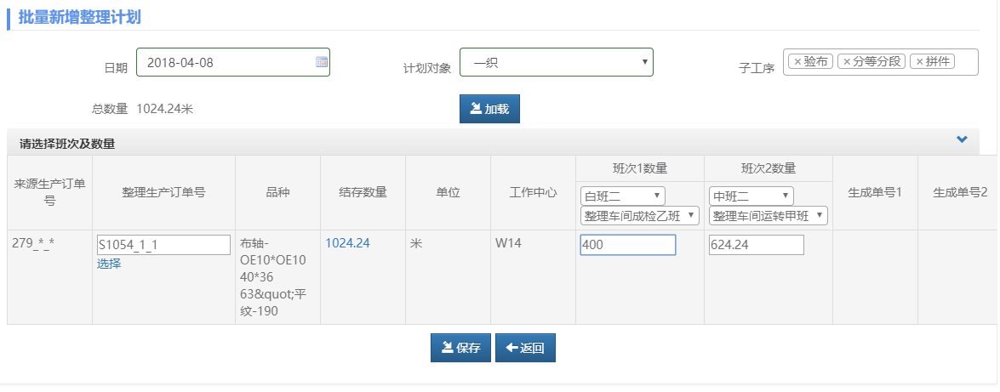 批量新增整理计划
日期 2018-04-08 计划对象 一织 子工序 ×验布 ×分等分段 ×拼件
总数量 1024.24米 加载
请选择班次及数量
来源生产订单号 整理生产订单号 品种 结存数量 单位 工作中心 班次1数量 班次2数量 生成单号1 生成单号2
白班二 中班二
整理车间成检乙班 整理车间运转甲班
279_*_* S1054_1_1 布轴- 1024.24 米 W14 400 624.24
选择 OE10*OE10
40*36
63&quot;平
纹-190
保存 返回